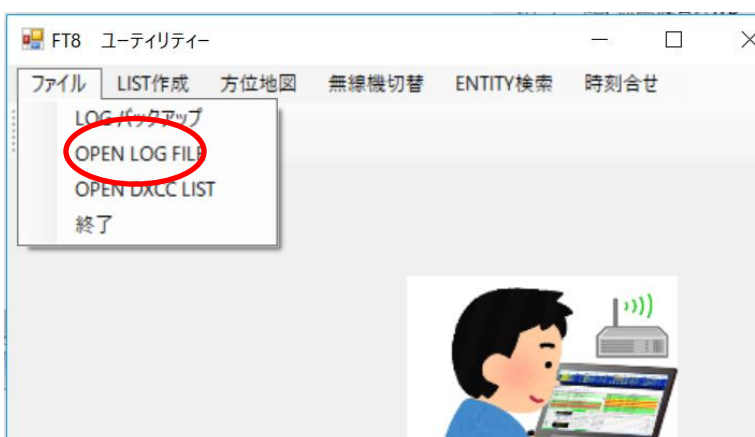 FT8 ユーティリティー
ファイル LIST作成 方位地図 無線機切替 ENTITY検索 時刻合せ
LOG バックアップ
OPEN LOG FILE
OPEN DXCC LIST
終了